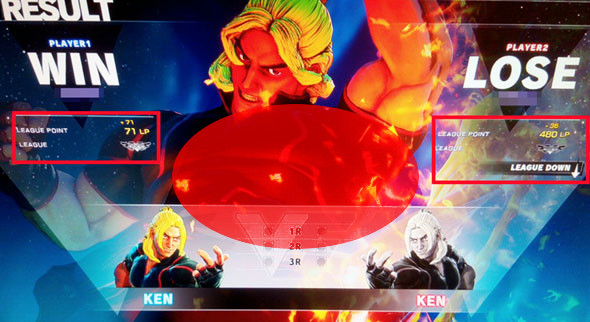 RESULT
PLAYER1
WIN
PLAYER2
LOSE
+71
LEAGUE POINT 71 LP
LEAGUE
-36
LEAGUE POINT 480 LP
LEAGUE
LEAGUE DOWN
1R
2R
3R
KEN
KEN